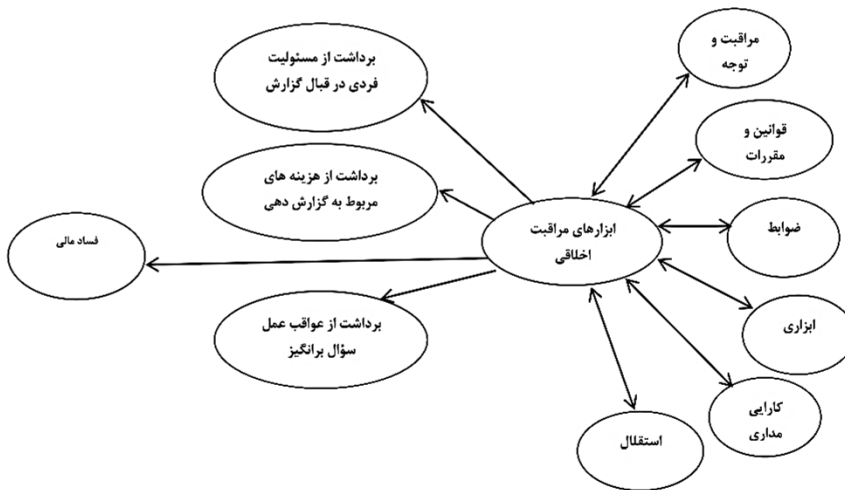 مراقبت و
توجه
قوانین و
مقررات
ضوابط
ابزاری
کارایی
مداری
استقلال
ابزارهای مراقبت
اخلاقی
برداشت از مسئولیت
فردی در قبال گزارش
برداشت از هزینه های
مربوط به گزارش دهی
برداشت از عواقب عمل
سؤال برانگیز
فساد مالی